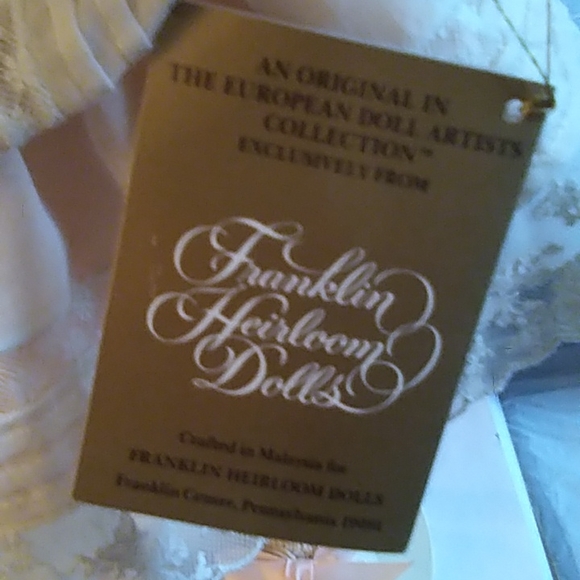 AN ORIGINAL IN
THE EUROPEAN DOLL ARTISTS
COLLECTION™
EXCLUSIVELY FROM
Franklin
Heirloom
Dolls
Crafted in Malaysia for
FRANKLIN HEIRLOOM DOLLS
Franklin Center, Pennsylvania 19091